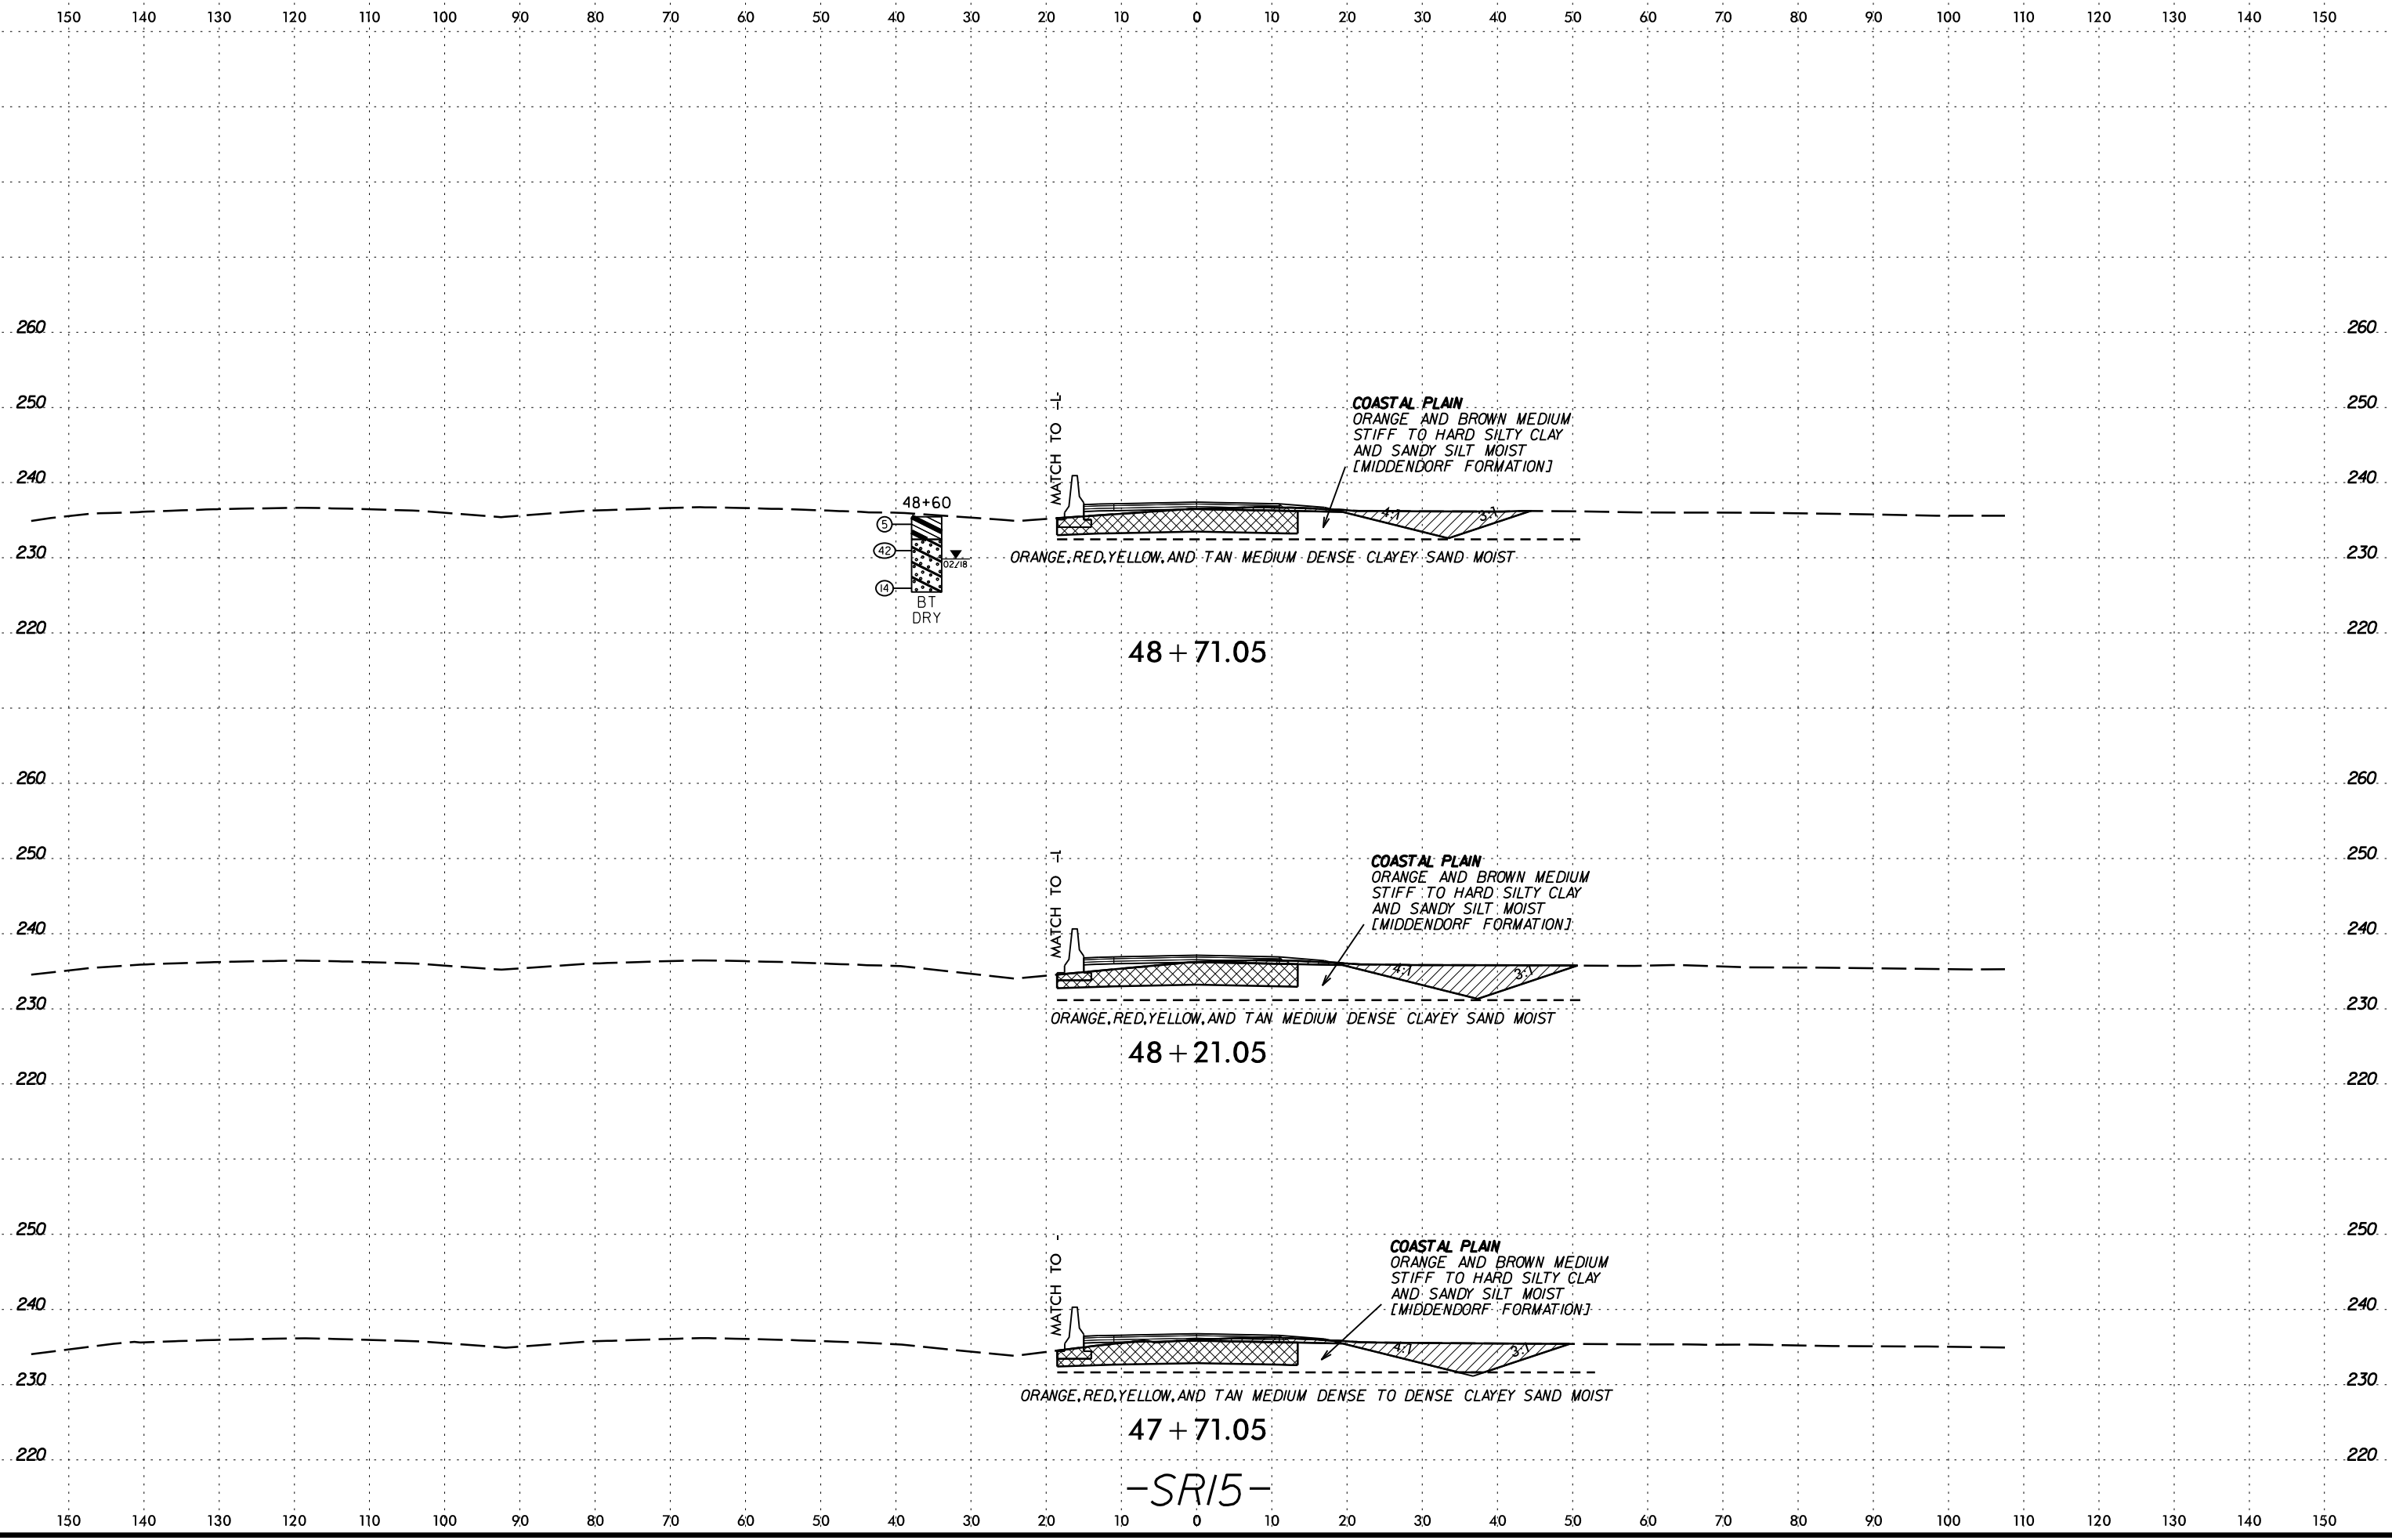 150 140 130 120 110 100 90 80 70 60 50 40 30 20 10 0 10 20 30 40 50 60 70 80 90 100 110 120 130 140 150
260 260
250 250
MATCH TO -L-
COASTAL PLAIN
ORANGE AND BROWN MEDIUM
STIFF TO HARD SILTY CLAY
AND SANDY SILT MOIST
[MIDDENDORF FORMATION]
240 240
48+60
5
4:1 3:1
42
230 230
02/18
ORANGE, RED, YELLOW, AND TAN MEDIUM DENSE CLAYEY SAND MOIST
14
BT
DRY
220 220
48+71.05
260 260
250 250
MATCH TO -L
COASTAL PLAIN
ORANGE AND BROWN MEDIUM
STIFF TO HARD SILTY CLAY
AND SANDY SILT MOIST
[MIDDENDORF FORMATION]
240 240
4:1 3:1
230 230
ORANGE, RED, YELLOW, AND TAN MEDIUM DENSE CLAYEY SAND MOIST
48+21.05
220 220
250 250
MATCH TO -
COASTAL PLAIN
ORANGE AND BROWN MEDIUM
STIFF TO HARD SILTY CLAY
AND SANDY SILT MOIST
[MIDDENDORF FORMATION]
240 240
4:1 3:1
230 230
ORANGE, RED, YELLOW, AND TAN MEDIUM DENSE TO DENSE CLAYEY SAND MOIST
47+71.05
220 220
-SR15-
150 140 130 120 110 100 90 80 70 60 50 40 30 20 10 0 10 20 30 40 50 60 70 80 90 100 110 120 130 140 150